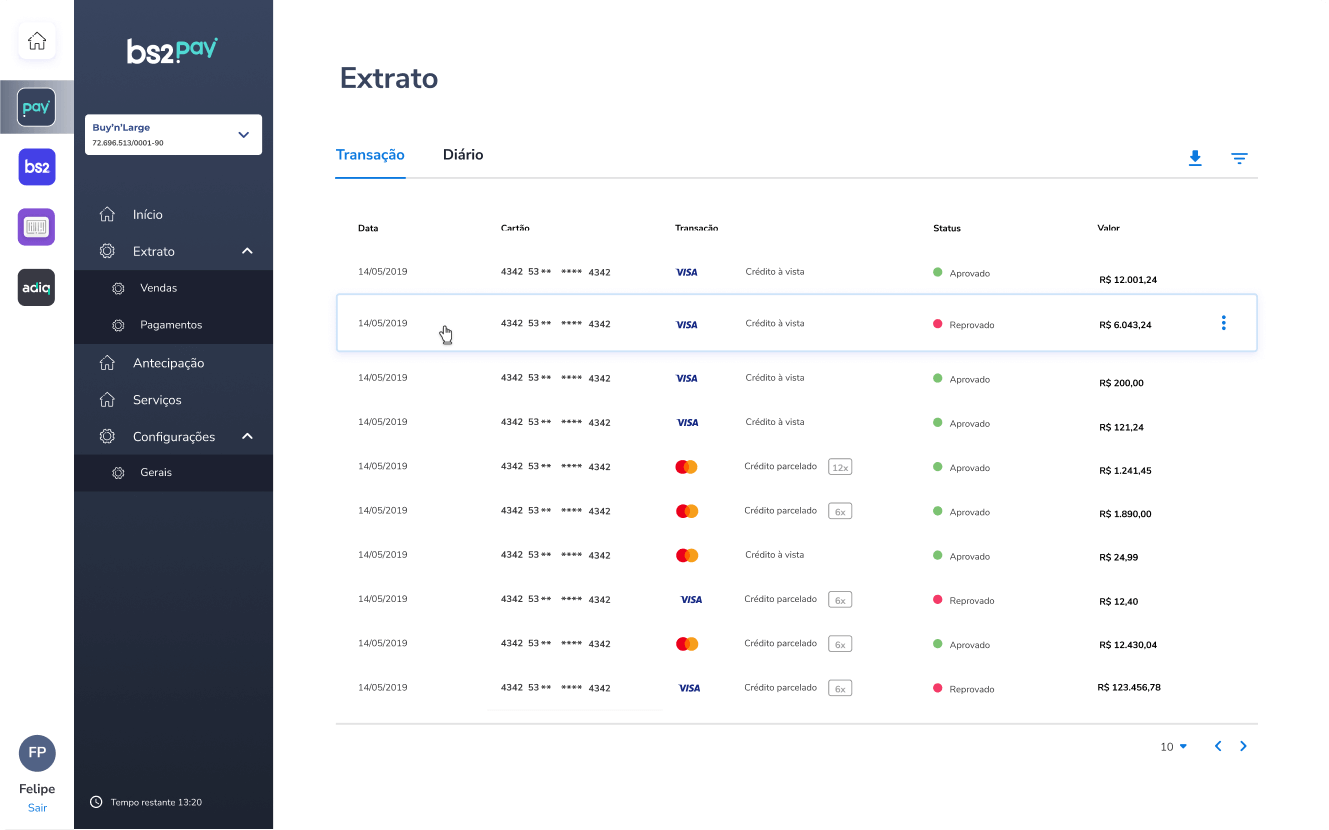 bs2pay
pay
Buy'n'Large
72.696.513/0001-90
bs2
Início
Extrato
Vendas
Pagamentos
adiq
Antecipação
Serviços
Configurações
Gerais
FP
Felipe
Sair
Tempo restante 13:20
Extrato
Transação Diário
Data Cartão Transação Status Valor
14/05/2019 4342 53** **** 4342 VISA Crédito à vista Aprovado R$ 12.001,24
14/05/2019 4342 53** **** 4342 VISA Crédito à vista Reprovado R$ 6.043,24
14/05/2019 4342 53** **** 4342 VISA Crédito à vista Aprovado R$ 200,00
14/05/2019 4342 53** **** 4342 VISA Crédito à vista Aprovado R$ 121,24
14/05/2019 4342 53** **** 4342 Crédito parcelado 12x Aprovado R$ 1.241,45
14/05/2019 4342 53** **** 4342 Crédito parcelado 6x Aprovado R$ 1.890,00
14/05/2019 4342 53** **** 4342 Crédito à vista Aprovado R$ 24,99
14/05/2019 4342 53** **** 4342 VISA Crédito parcelado 6x Reprovado R$ 12,40
14/05/2019 4342 53** **** 4342 Crédito parcelado 6x Aprovado R$ 12.430,04
14/05/2019 4342 53** **** 4342 VISA Crédito parcelado 6x Reprovado R$ 123.456,78
10